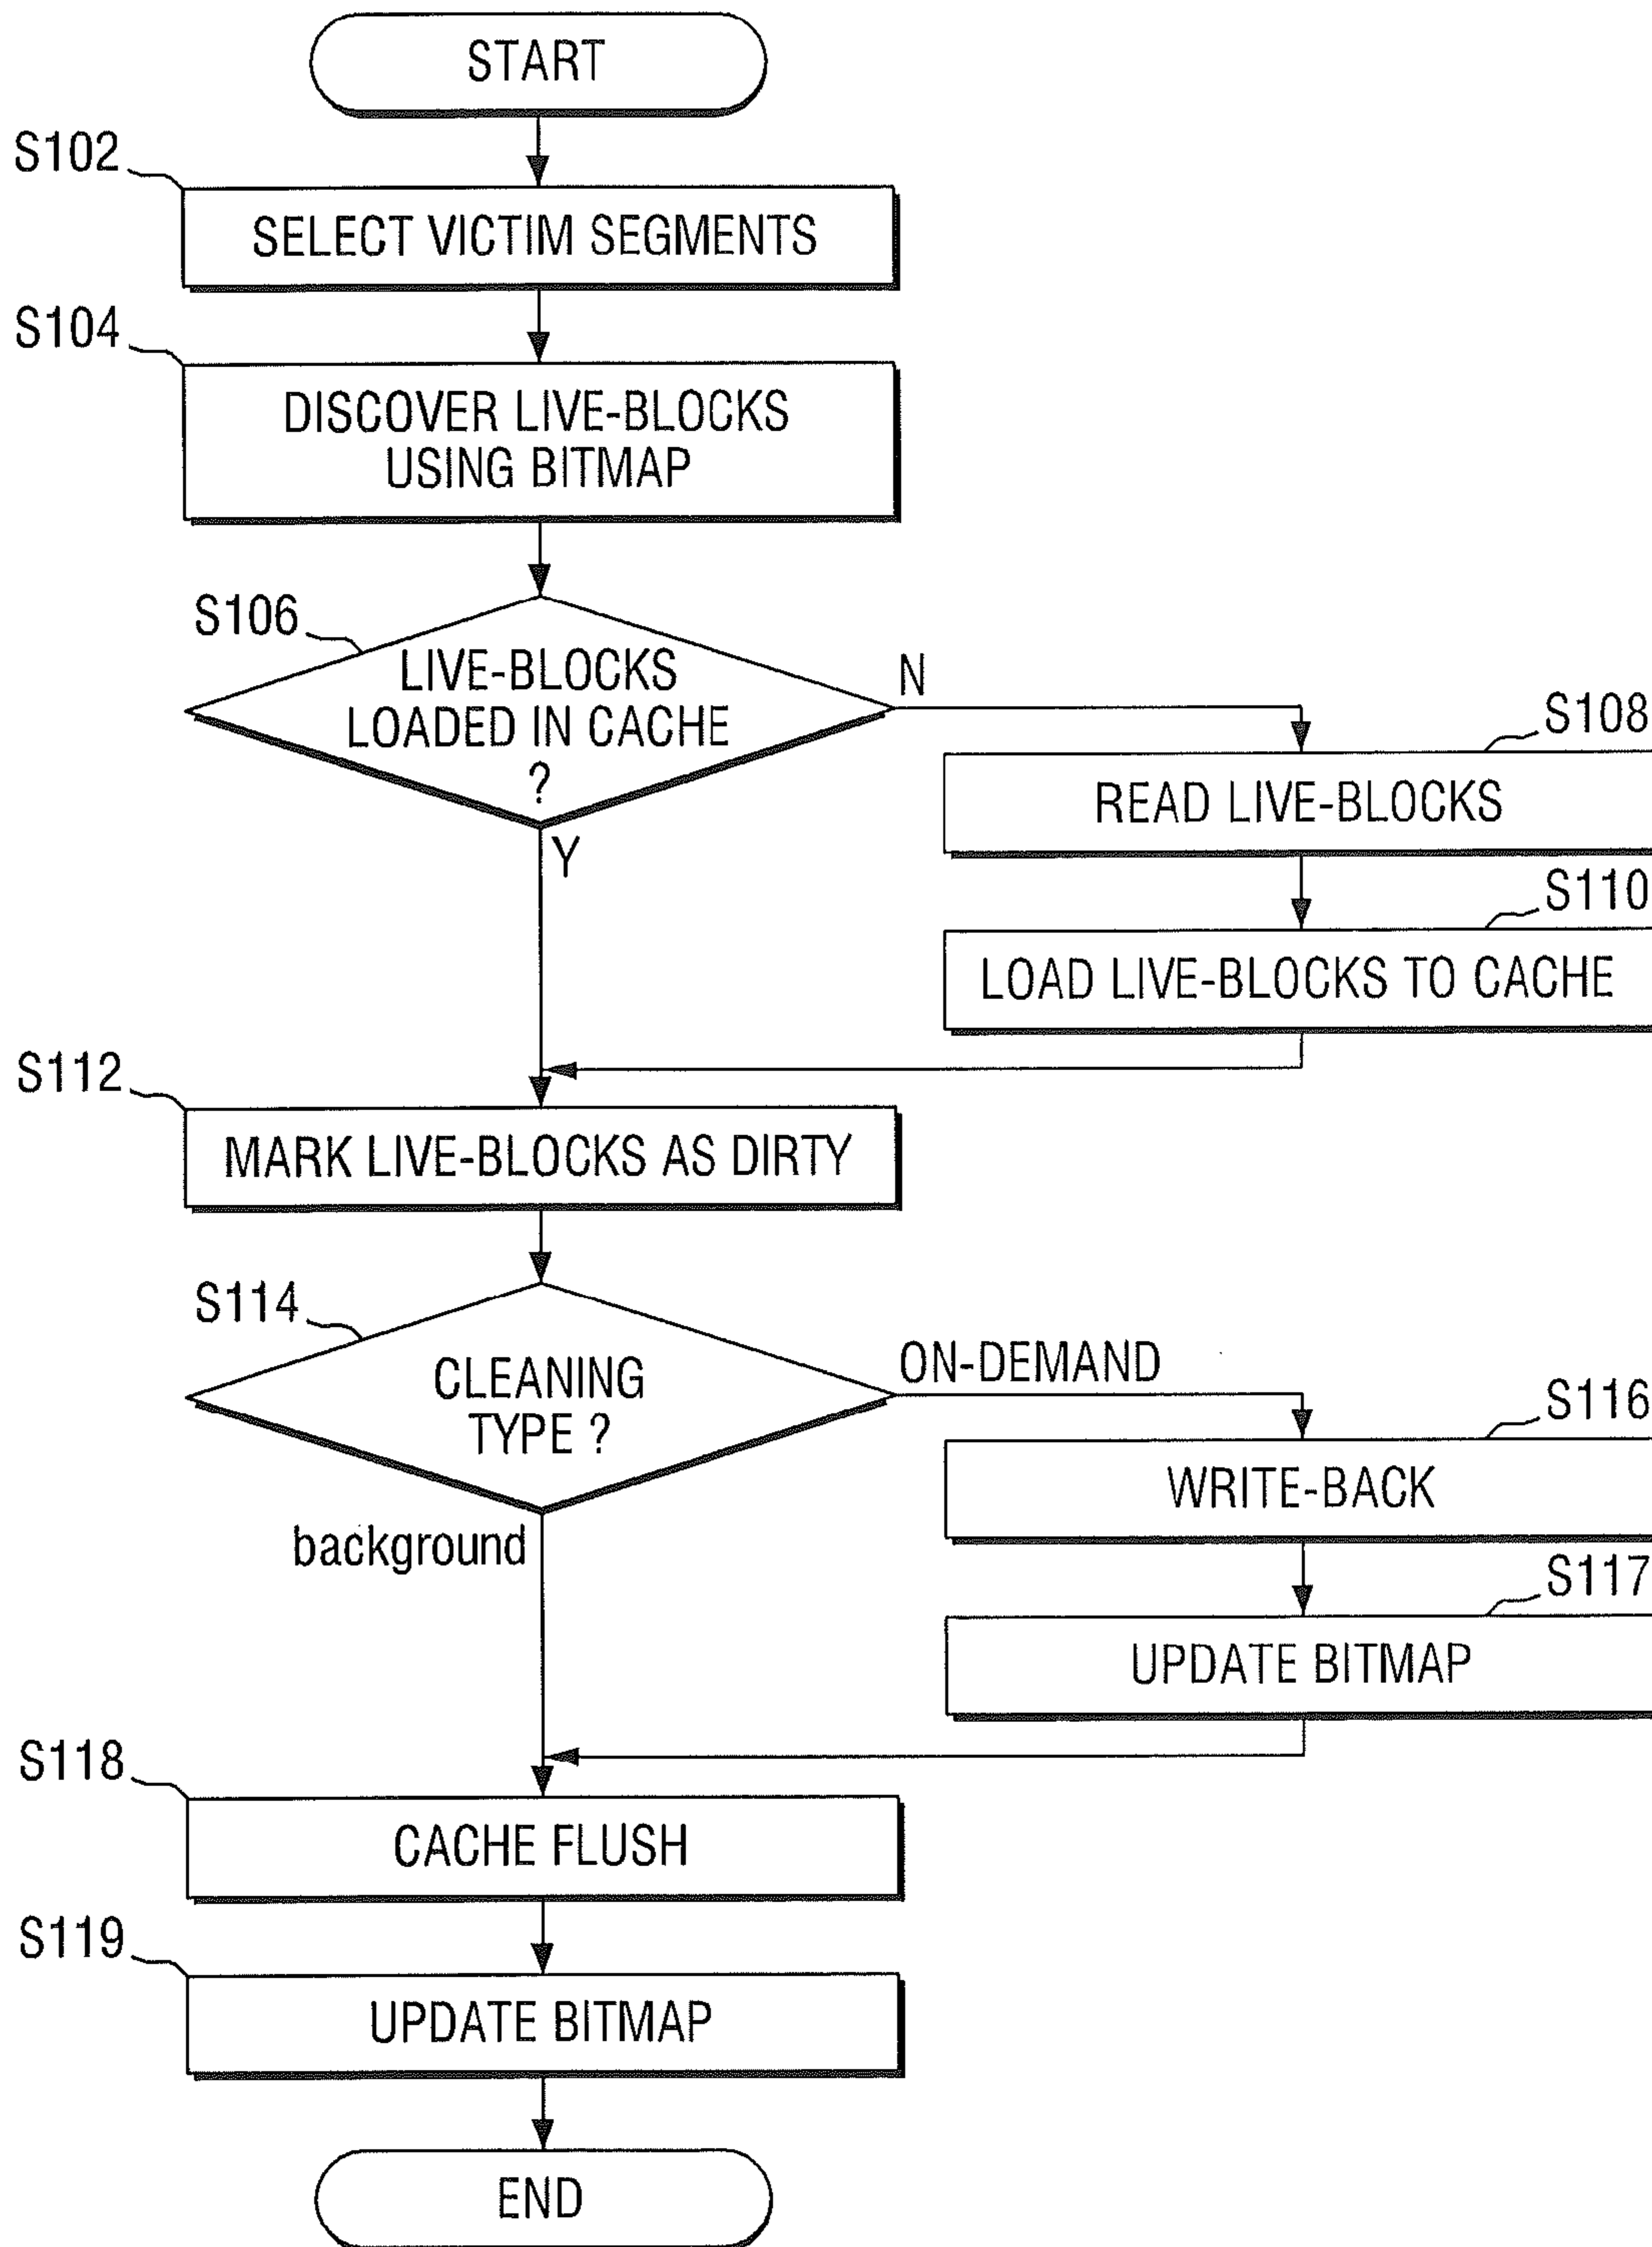 START
S102
SELECT VICTIM SEGMENTS
S104
DISCOVER LIVE-BLOCKS
USING BITMAP
S106
LIVE-BLOCKS
LOADED IN CACHE
?
N
Y
S108
READ LIVE-BLOCKS
S110
LOAD LIVE-BLOCKS TO CACHE
S112
MARK LIVE-BLOCKS AS DIRTY
S114
CLEANING
TYPE ?
ON-DEMAND
background
S116
WRITE-BACK
S117
UPDATE BITMAP
S118
CACHE FLUSH
S119
UPDATE BITMAP
END